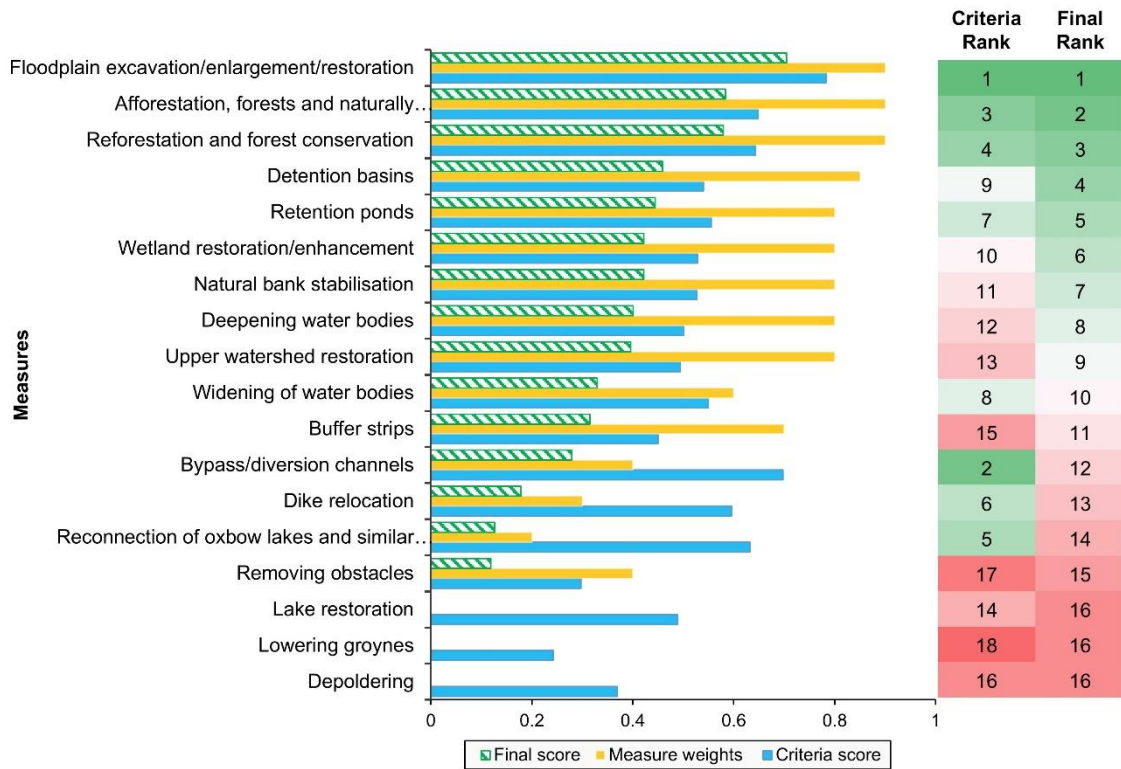 Criteria Rank Final Rank
Floodplain excavation/enlargement/restoration 1 1
Afforestation, forests and naturally… 3 2
Reforestation and forest conservation 4 3
Detention basins 9 4
Retention ponds 7 5
Wetland restoration/enhancement 10 6
Natural bank stabilisation 11 7
Deepening water bodies 12 8
Upper watershed restoration 13 9
Widening of water bodies 8 10
Buffer strips 15 11
Bypass/diversion channels 2 12
Dike relocation 6 13
Reconnection of oxbow lakes and similar… 5 14
Removing obstacles 17 15
Lake restoration 14 16
Lowering groynes 18 16
Depoldering 16 16
Measures
0 0.2 0.4 0.6 0.8 1
Final score Measure weights Criteria score